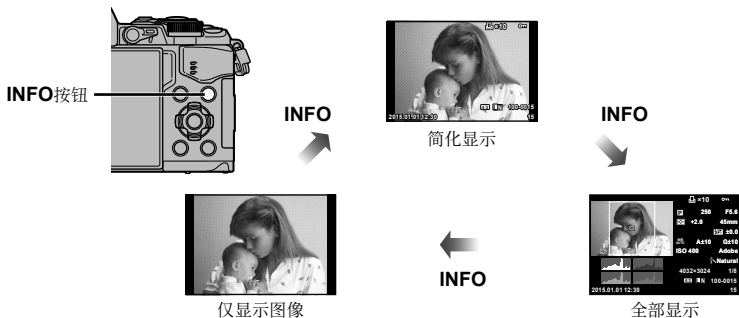 INFO按钮
INFO
×10
100-0015
2015.01.01 12:30 15
简化显示
INFO
×10
P 250 F5.6
+2.0 45mm
±0.0
A±10 G±10
ISO 400 Adobe
Natural
4032×3024 1/8
100-0015
2015.01.01 12:30 15
全部显示
INFO
仅显示图像